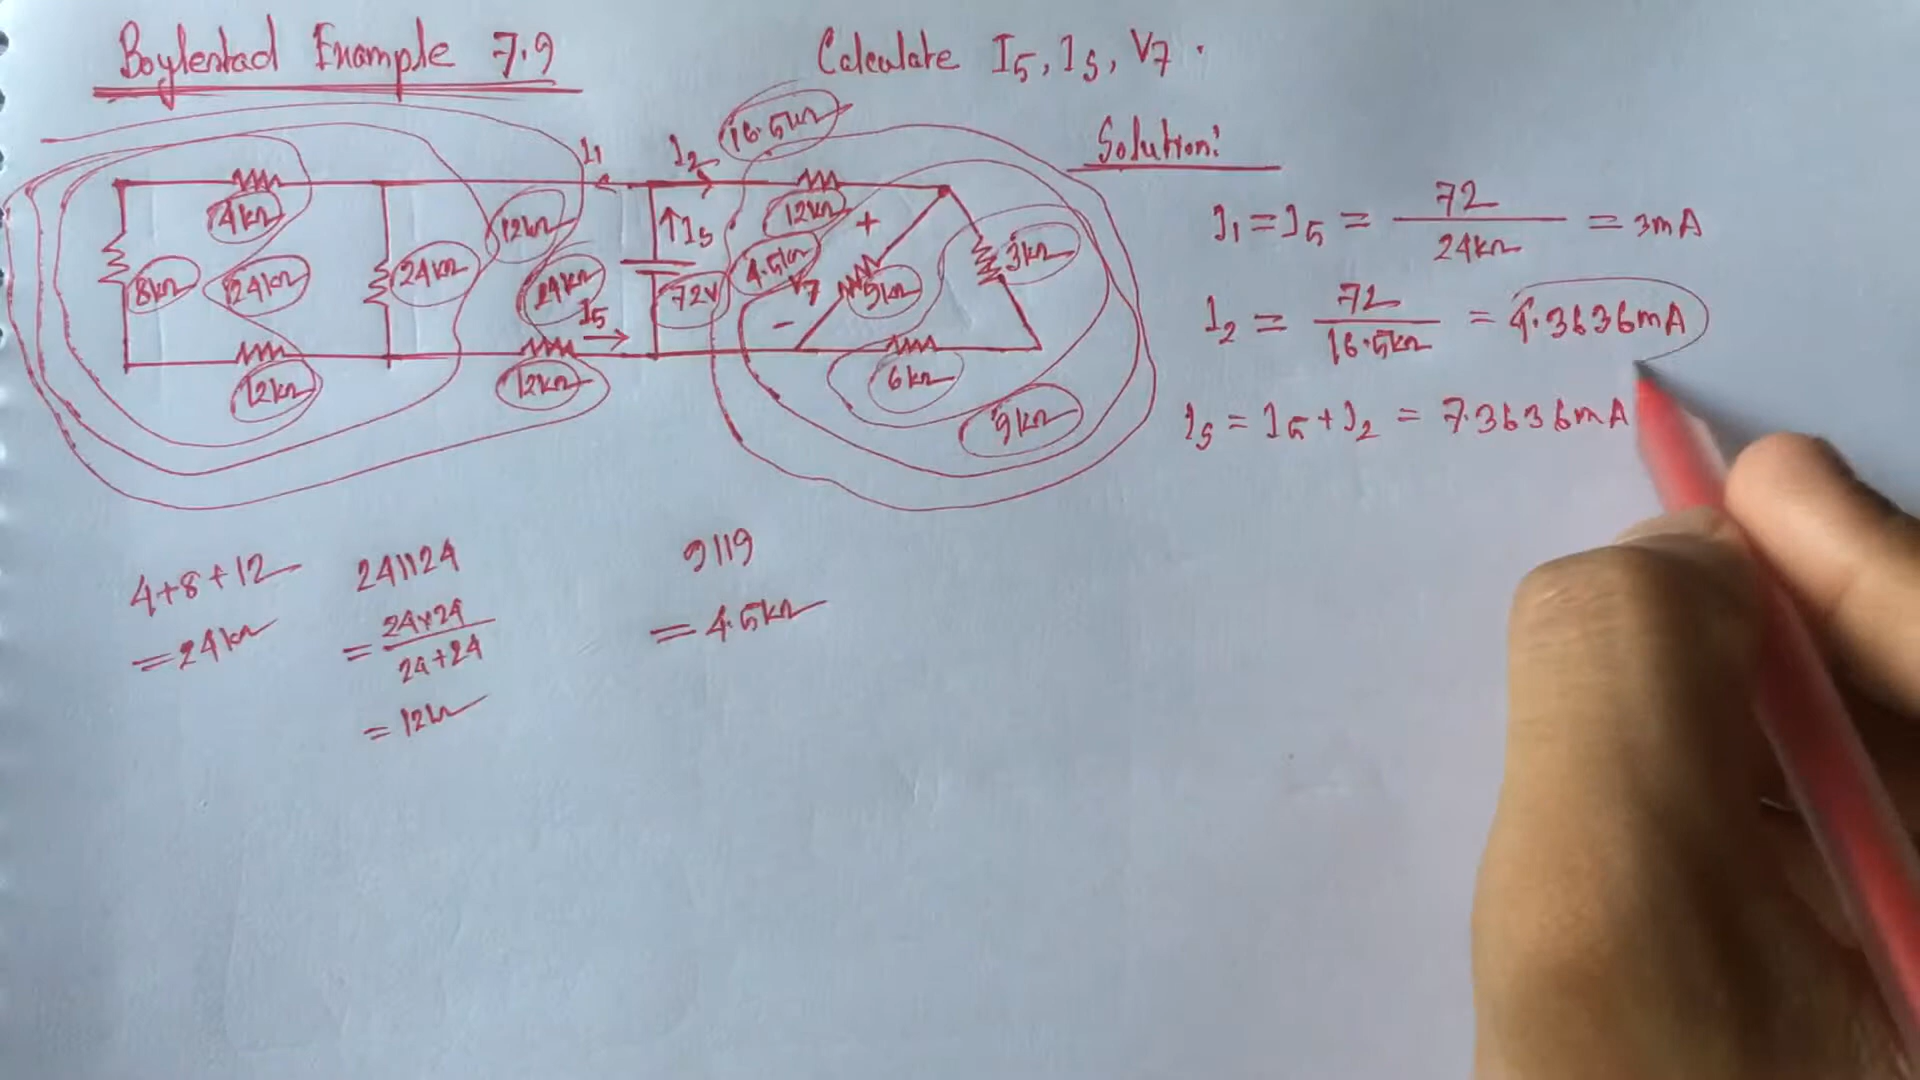 Boylestad Example 7.9
Calculate I5, Is, V7.
Solution:
I1
I2
16.5kΩ
4kΩ
12kΩ
↑Is
12kΩ
+
8kΩ
24kΩ
24kΩ
24kΩ
72V
4.5kΩ
V7
9kΩ
3kΩ
I5
-
12kΩ
12kΩ
6kΩ
9kΩ
I1 = I5 = 72/24kΩ = 3mA
I2 = 72/16.5kΩ = 4.3636mA
Is = I5 + I2 = 7.3636mA
4+8+12
=24kΩ
24||24
= 24×24/24+24
= 12kΩ
9||9
= 4.5kΩ